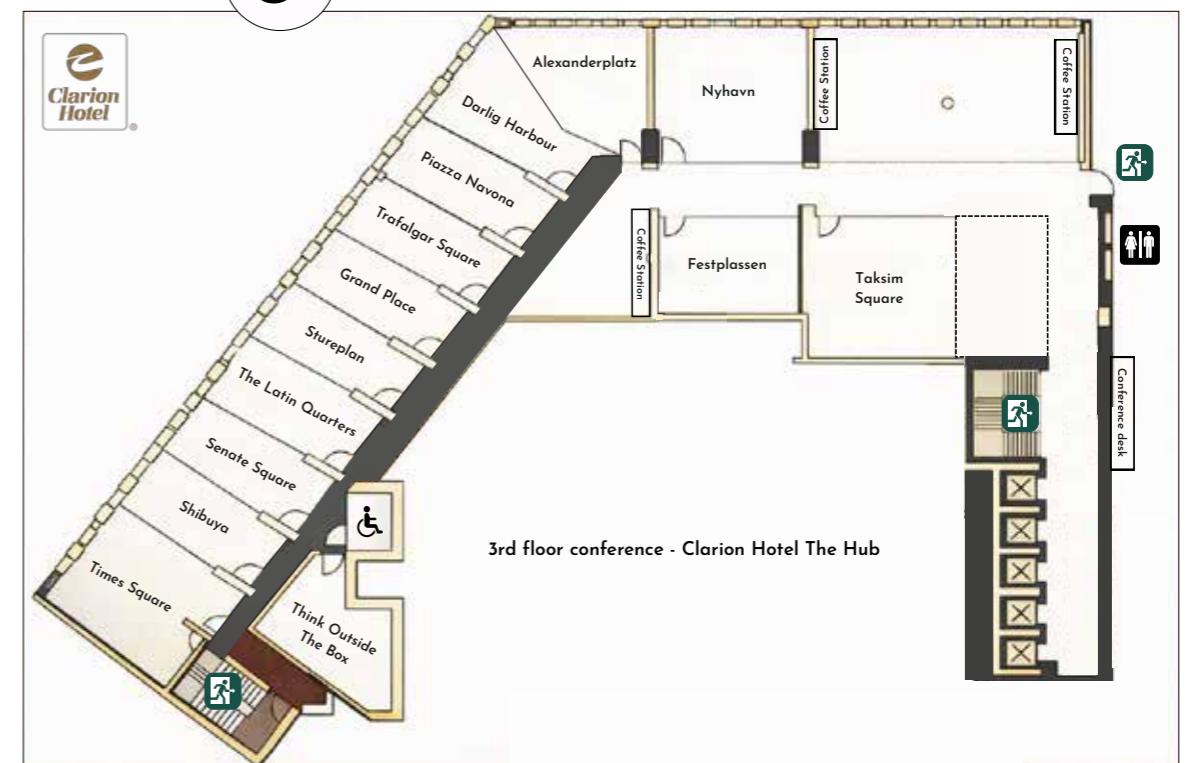 Clarion
Hotel
®
Alexanderplatz
Nyhavn
Coffee Station
Coffee Station
Darlig Harbour
Piazza Navona
Trafalgar Square
Grand Place
Stureplan
The Latin Quarters
Senate Square
Shibuya
Times Square
Think Outside
The Box
Coffee Station
Festplassen
Taksim
Square
Conference desk
3rd floor conference - Clarion Hotel The Hub